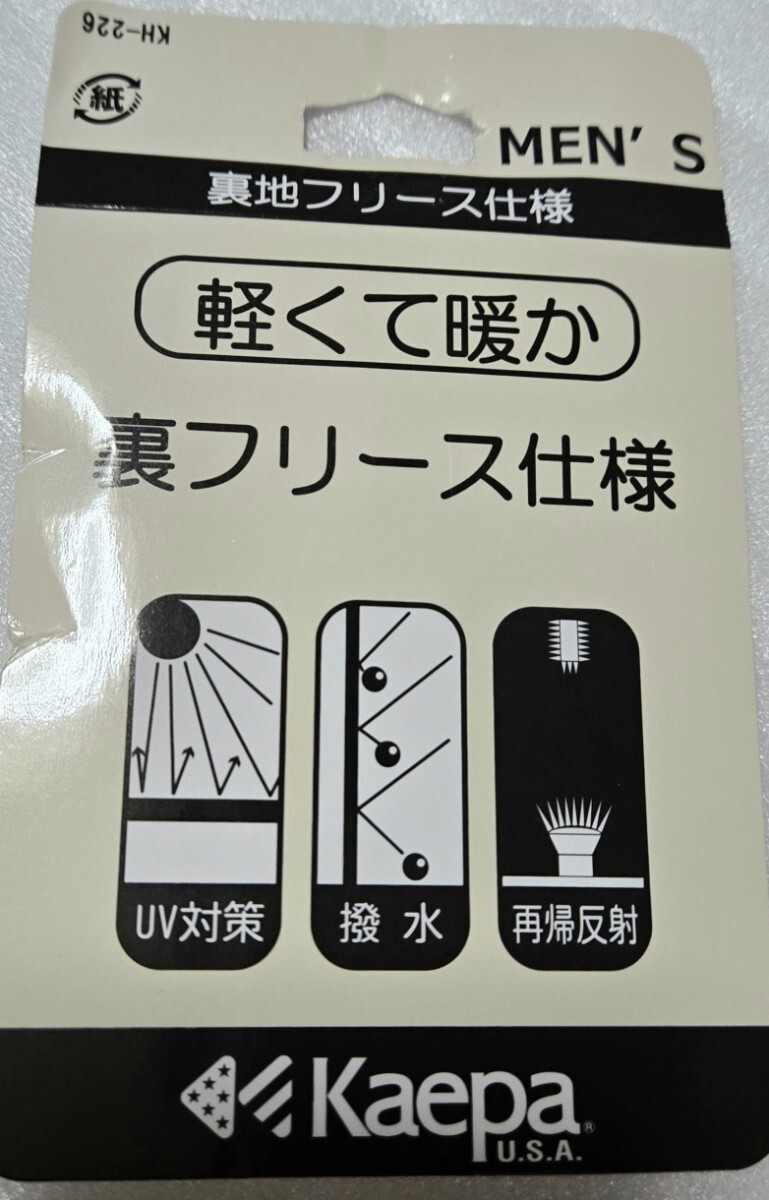 KH-226
紙
MEN'S
裏地フリース仕様
軽くて暖か
裏フリース仕様
UV対策
撥水
再帰反射
Kaepa®
U.S.A.